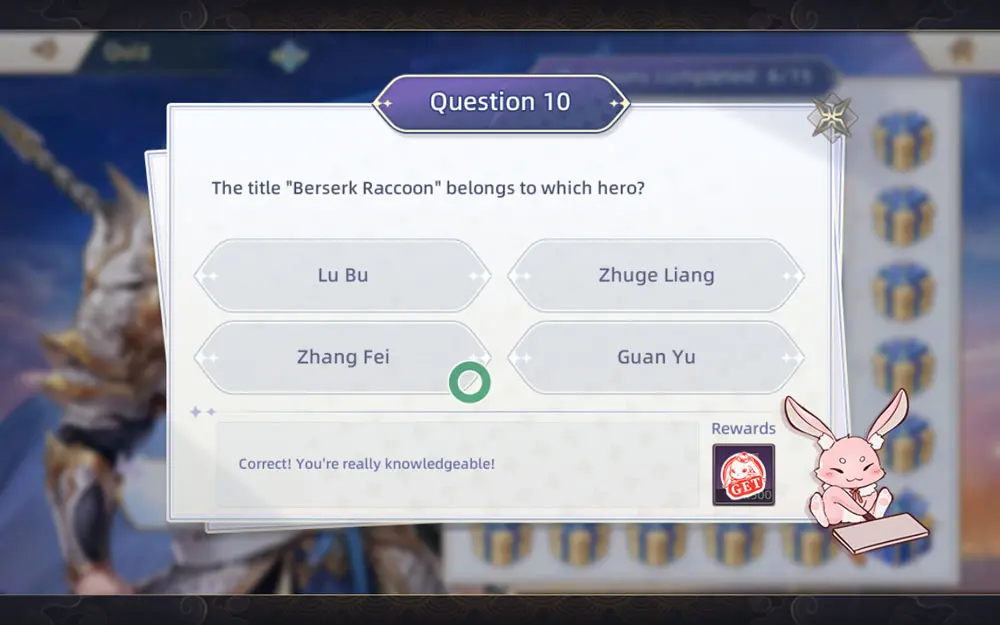 Quiz
Question 10
The title "Berserk Raccoon" belongs to which hero?
Lu Bu
Zhuge Liang
Zhang Fei
Guan Yu
Rewards
Correct! You're really knowledgeable!
GET